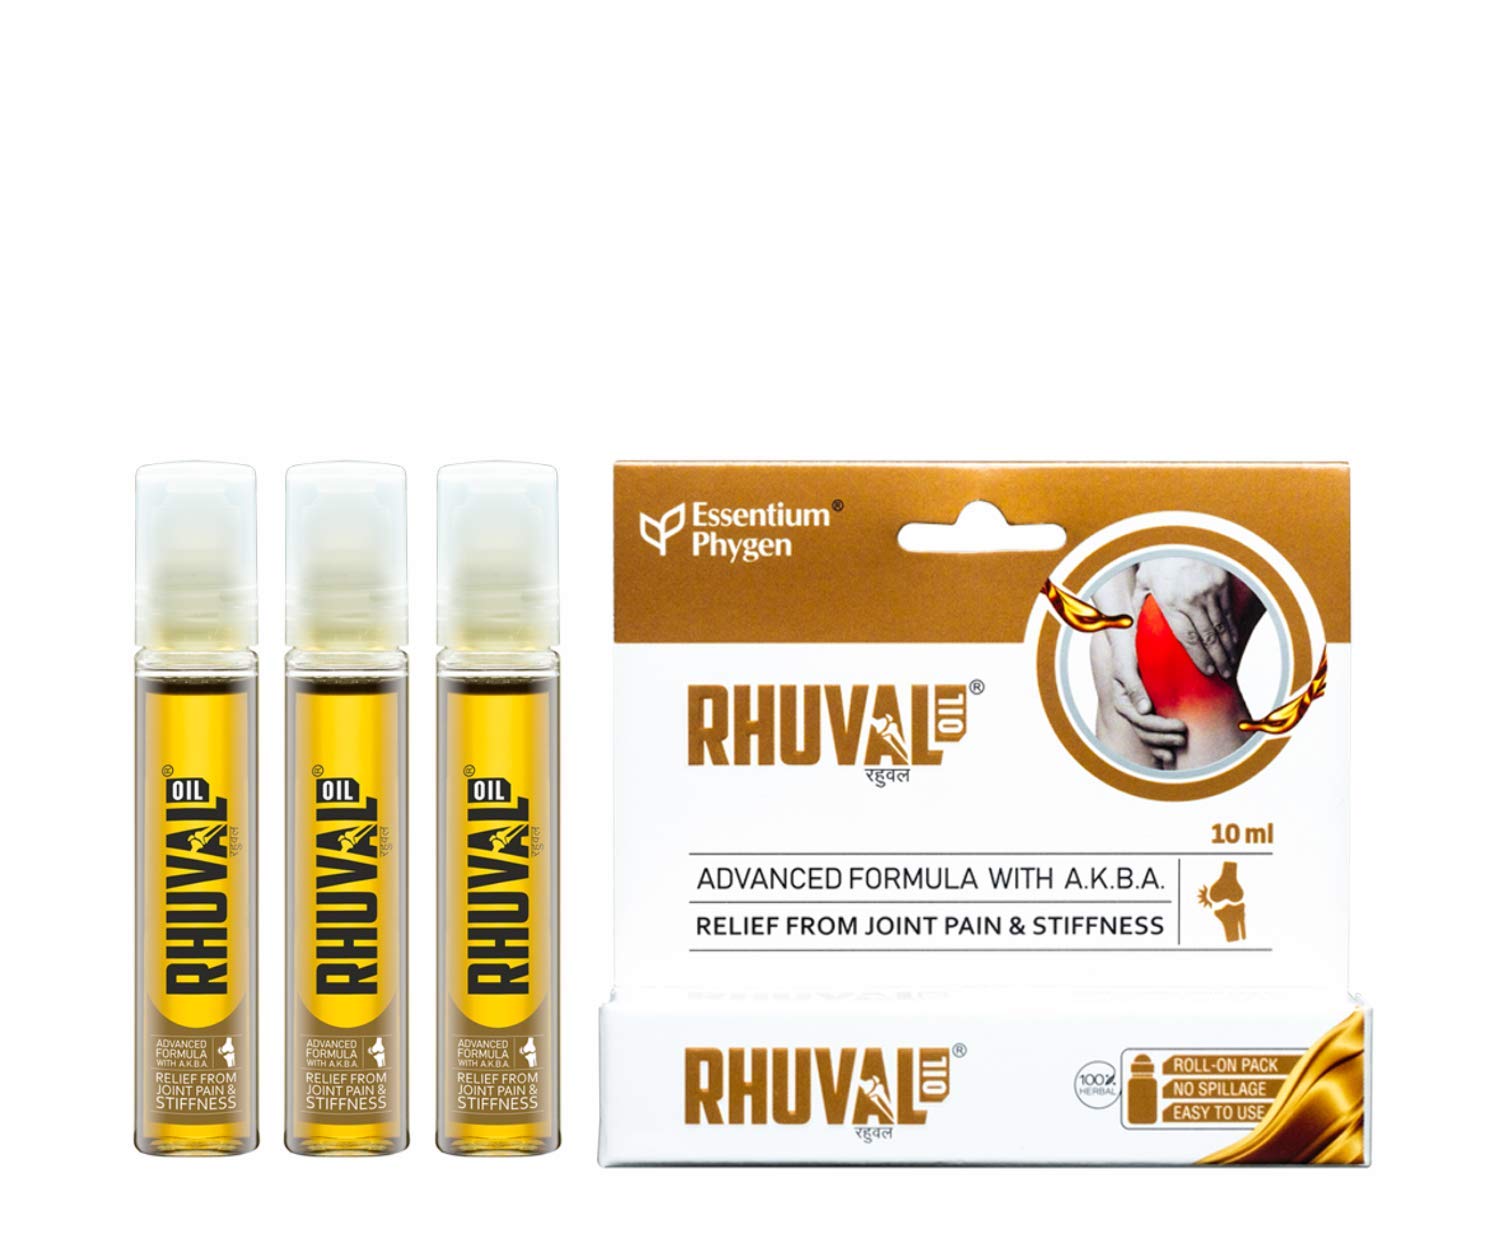 OIL
®
RHUVAL
रहुवल
ADVANCED
FORMULA
WITH A.K.B.A.
RELIEF FROM
JOINT PAIN &
STIFFNESS
OIL
®
RHUVAL
रहुवल
ADVANCED
FORMULA
WITH A.K.B.A.
RELIEF FROM
JOINT PAIN &
STIFFNESS
OIL
®
RHUVAL
रहुवल
ADVANCED
FORMULA
WITH A.K.B.A.
RELIEF FROM
JOINT PAIN &
STIFFNESS
Essentium®
Phygen
RHUVAL OIL®
रहुवल
10 ml
ADVANCED FORMULA WITH A.K.B.A.
RELIEF FROM JOINT PAIN & STIFFNESS
RHUVAL OIL®
रहुवल
100%
HERBAL
ROLL-ON PACK
NO SPILLAGE
EASY TO USE